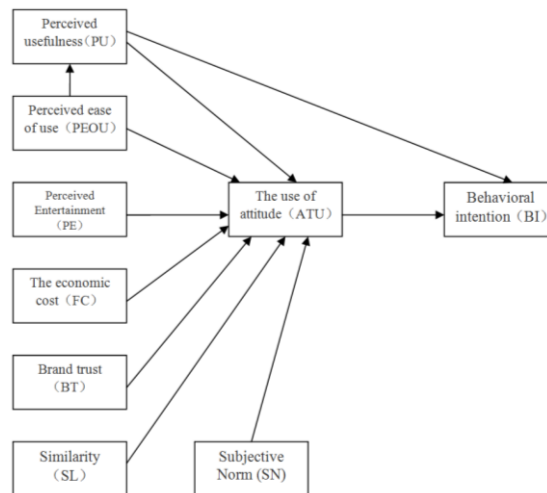 Perceived
usefulness（PU）
Perceived ease
of use（PEOU）
Perceived
Entertainment
(PE)
The use of
attitude（ATU）
Behavioral
intention（BI）
The economic
cost（FC）
Brand trust
（BT）
Similarity
（SL）
Subjective
Norm (SN)